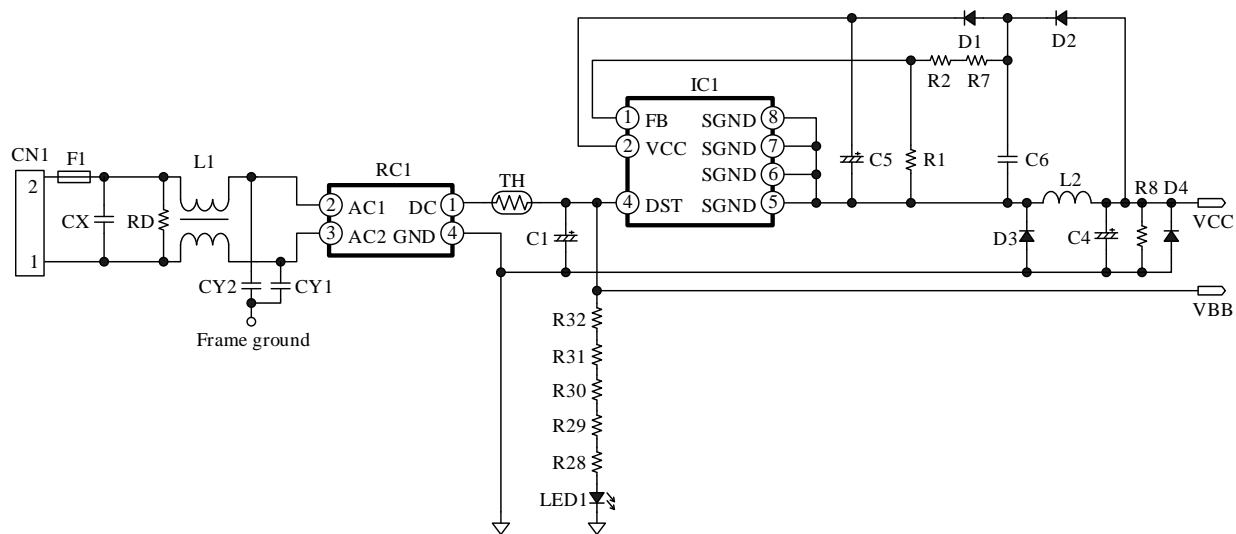 D1
D2
R2
R7
IC1
1
FB
SGND
8
2
VCC
SGND
7
SGND
6
4
DST
SGND
5
C5
R1
C6
L2
R8
D4
VCC
D3
C4
CN1
F1
L1
2
CX
RD
1
RC1
2
AC1
DC
1
3
AC2
GND
4
TH
C1
CY2
CY1
Frame ground
VBB
R32
R31
R30
R29
R28
LED1